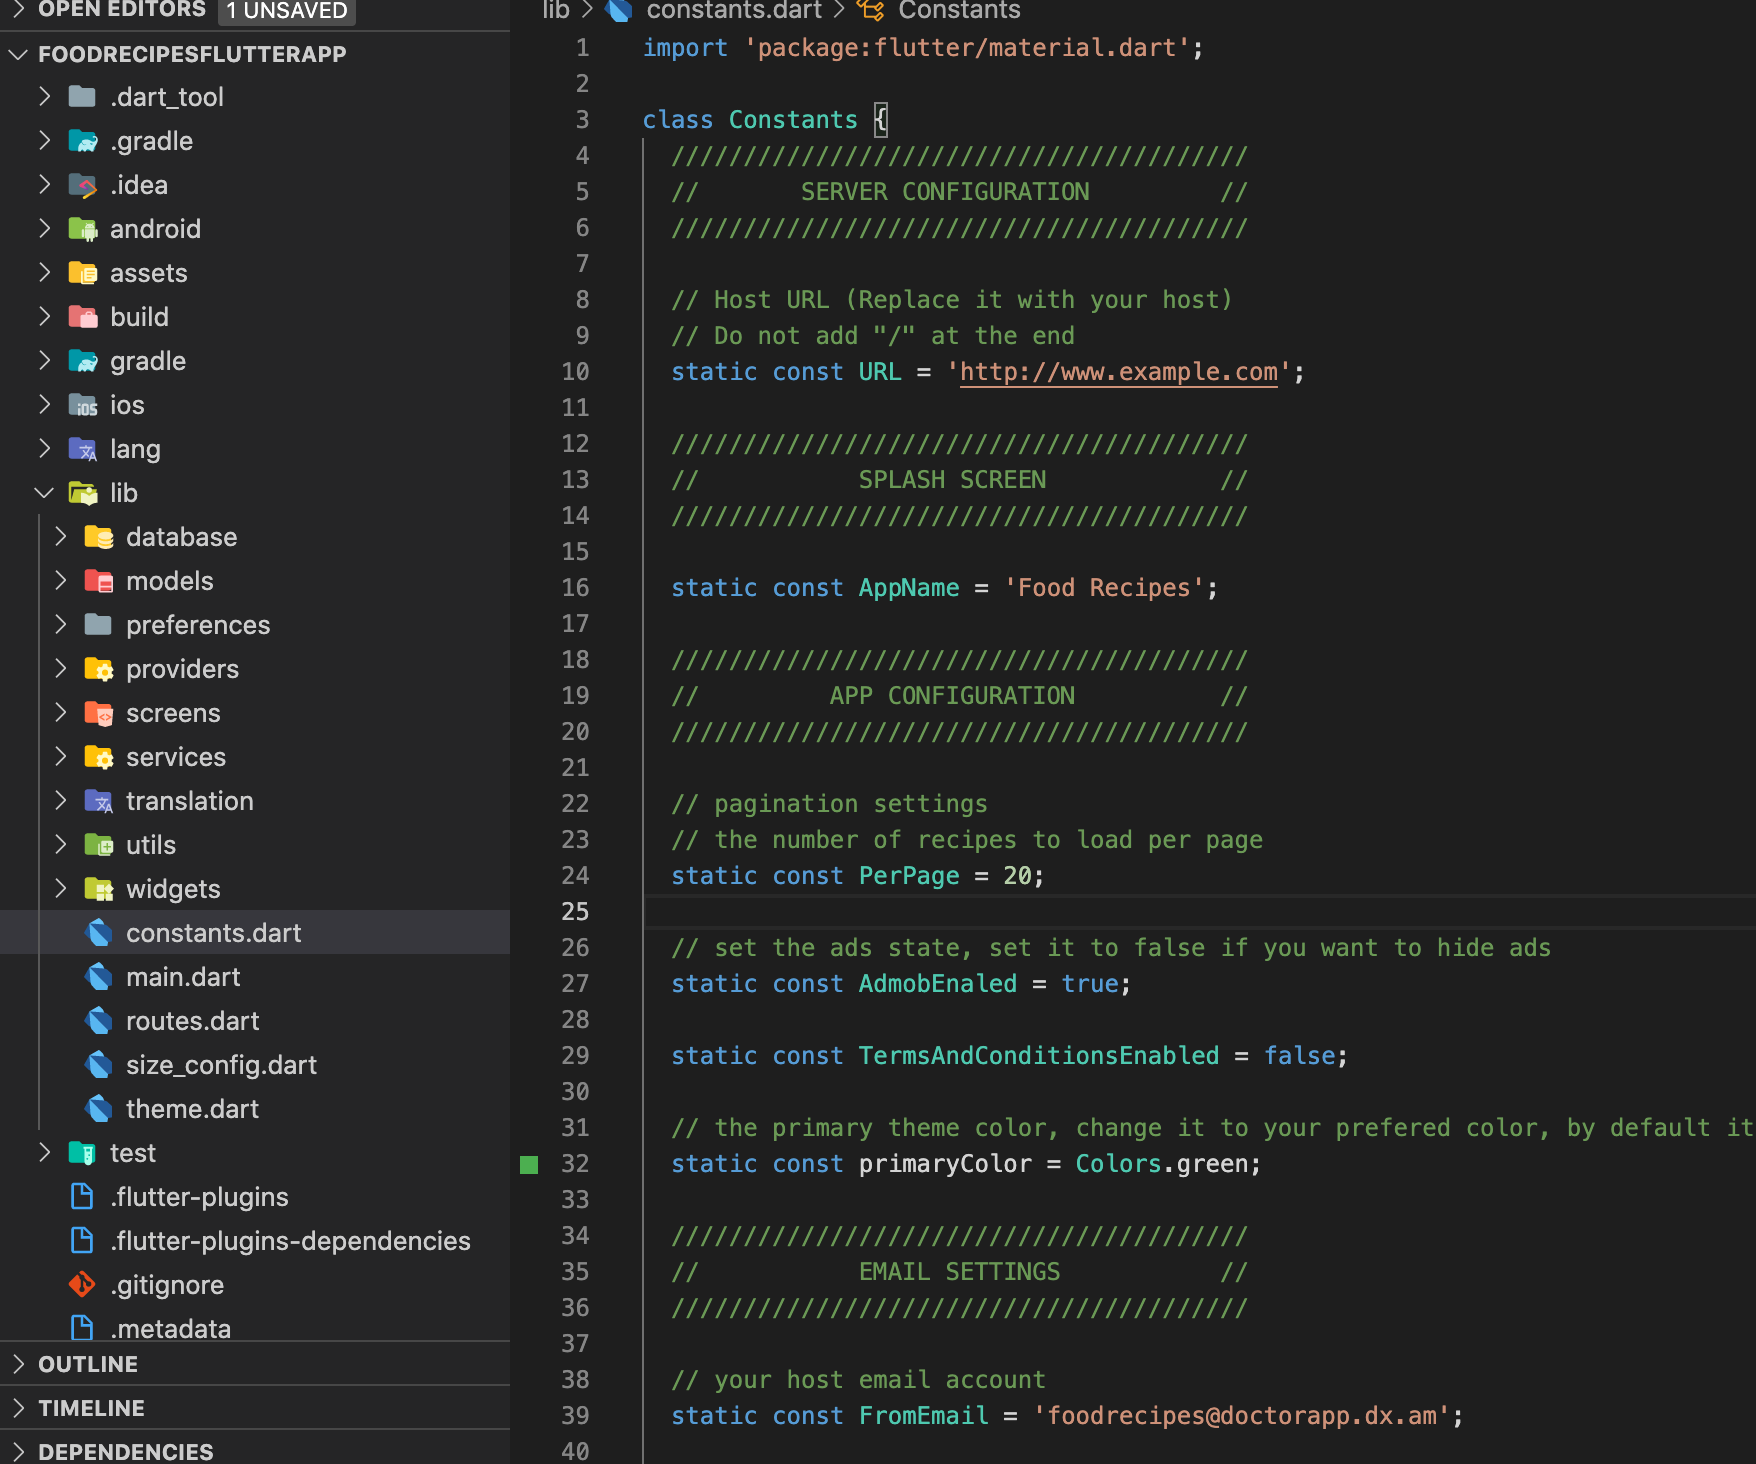 OPEN EDITORS 1 UNSAVED
FOODRECIPESFLUTTERAPP
.dart_tool
.gradle
.idea
android
assets
build
gradle
ios
lang
lib
database
models
preferences
providers
screens
services
translation
utils
widgets
constants.dart
main.dart
routes.dart
size_config.dart
theme.dart
test
.flutter-plugins
.flutter-plugins-dependencies
.gitignore
.metadata
OUTLINE
TIMELINE
DEPENDENCIES
lib > constants.dart > Constants
1 import 'package:flutter/material.dart';
2
3 class Constants {
4 ////////////////////////////////////////
5 // SERVER CONFIGURATION //
6 ////////////////////////////////////////
7
8 // Host URL (Replace it with your host)
9 // Do not add "/" at the end
10 static const URL = 'http://www.example.com';
11
12 ////////////////////////////////////////
13 // SPLASH SCREEN //
14 ////////////////////////////////////////
15
16 static const AppName = 'Food Recipes';
17
18 ////////////////////////////////////////
19 // APP CONFIGURATION //
20 ////////////////////////////////////////
21
22 // pagination settings
23 // the number of recipes to load per page
24 static const PerPage = 20;
25
26 // set the ads state, set it to false if you want to hide ads
27 static const AdmobEnaled = true;
28
29 static const TermsAndConditionsEnabled = false;
30
31 // the primary theme color, change it to your prefered color, by default it
32 static const primaryColor = Colors.green;
33
34 ////////////////////////////////////////
35 // EMAIL SETTINGS //
36 ////////////////////////////////////////
37
38 // your host email account
39 static const FromEmail = 'foodrecipes@doctorapp.dx.am';
40